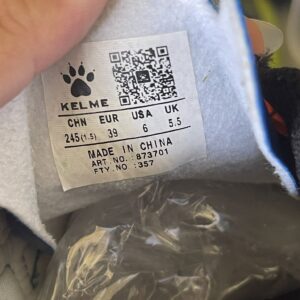 KELME
CHN EUR USA UK
245(1.5) 39 6 5.5
MADE IN CHINA
ART. NO.: 873701
FTY. NO.: 357